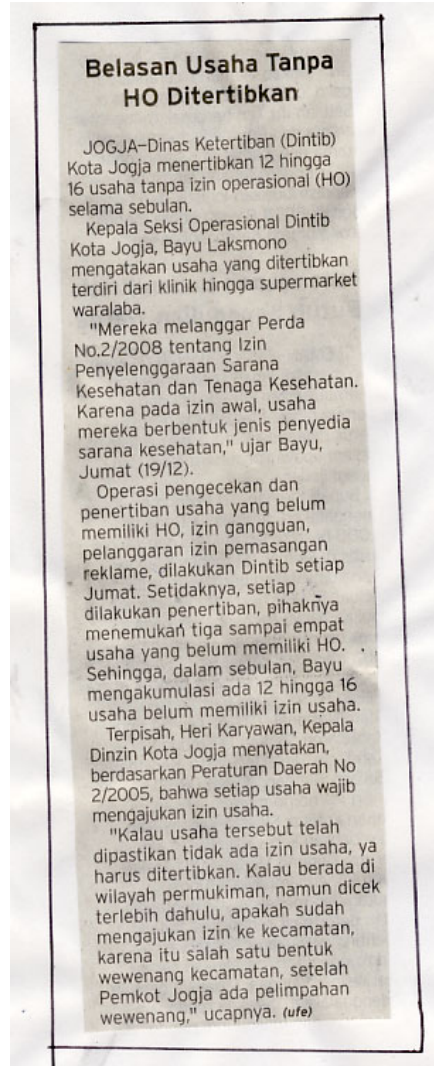 Belasan Usaha Tanpa
HO Ditertibkan
JOGJA–Dinas Ketertiban (Dintib)
Kota Jogja menertibkan 12 hingga
16 usaha tanpa izin operasional (HO)
selama sebulan.
Kepala Seksi Operasional Dintib
Kota Jogja, Bayu Laksmono
mengatakan usaha yang ditertibkan
terdiri dari klinik hingga supermarket
waralaba.
"Mereka melanggar Perda
No.2/2008 tentang Izin
Penyelenggaraan Sarana
Kesehatan dan Tenaga Kesehatan.
Karena pada izin awal, usaha
mereka berbentuk jenis penyedia
sarana kesehatan," ujar Bayu,
Jumat (19/12).
Operasi pengecekan dan
penertiban usaha yang belum
memiliki HO, izin gangguan,
pelanggaran izin pemasangan
reklame, dilakukan Dintib setiap
Jumat. Setidaknya, setiap
dilakukan penertiban, pihaknya
menemukan tiga sampai empat
usaha yang belum memiliki HO.
Sehingga, dalam sebulan, Bayu
mengakumulasi ada 12 hingga 16
usaha belum memiliki izin usaha.
Terpisah, Heri Karyawan, Kepala
Dinzin Kota Jogja menyatakan,
berdasarkan Peraturan Daerah No
2/2005, bahwa setiap usaha wajib
mengajukan izin usaha.
"Kalau usaha tersebut telah
dipastikan tidak ada izin usaha, ya
harus ditertibkan. Kalau berada di
wilayah permukiman, namun dicek
terlebih dahulu, apakah sudah
mengajukan izin ke kecamatan,
karena itu salah satu bentuk
wewenang kecamatan, setelah
Pemkot Jogja ada pelimpahan
wewenang," ucapnya. (ufe)